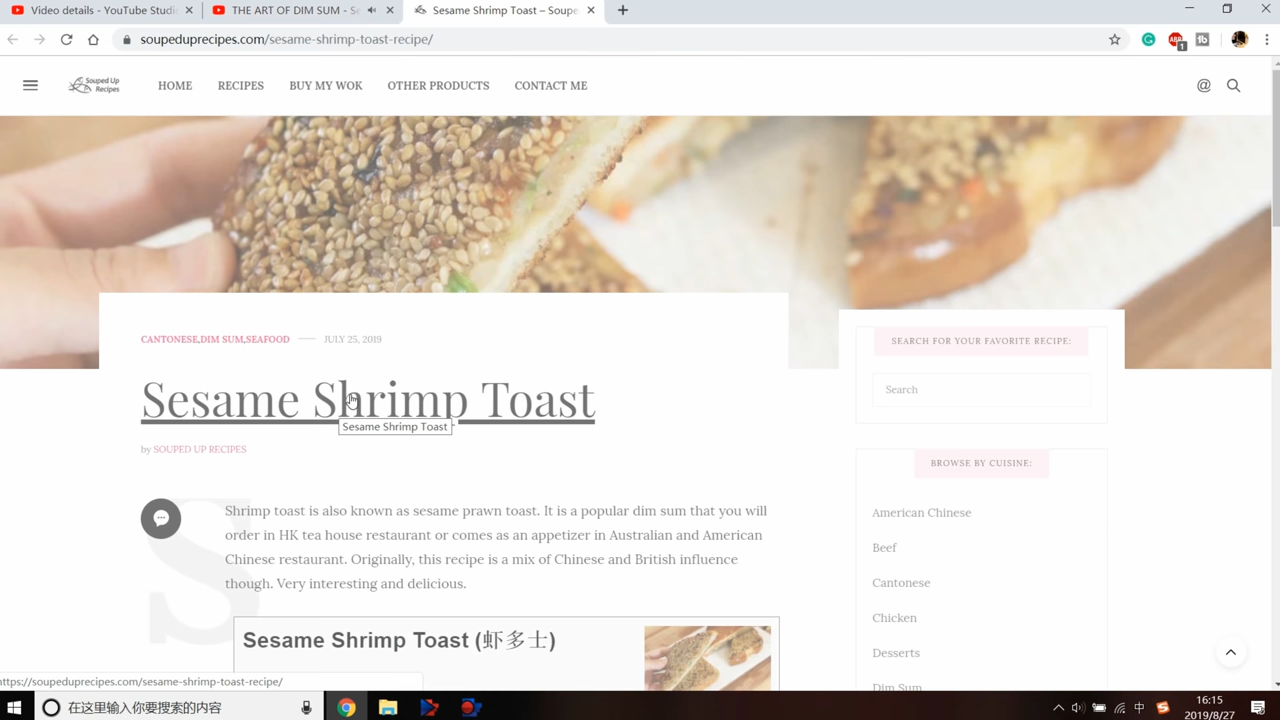 Video details - YouTube Studi
THE ART OF DIM SUM - S
Sesame Shrimp Toast – Soupe
soupeduprecipes.com/sesame-shrimp-toast-recipe/
ABP
1
Souped Up
Recipes
HOME
RECIPES
BUY MY WOK
OTHER PRODUCTS
CONTACT ME
@
CANTONESE,DIM SUM,SEAFOOD
JULY 25, 2019
Sesame Shrimp Toast
Sesame Shrimp Toast
by SOUPED UP RECIPES
S
Shrimp toast is also known as sesame prawn toast. It is a popular dim sum that you will
order in HK tea house restaurant or comes as an appetizer in Australian and American
Chinese restaurant. Originally, this recipe is a mix of Chinese and British influence
though. Very interesting and delicious.
Sesame Shrimp Toast (虾多士)
SEARCH FOR YOUR FAVORITE RECIPE:
Search
BROWSE BY CUISINE:
American Chinese
Beef
Cantonese
Chicken
Desserts
Dim Sum
https://soupeduprecipes.com/sesame-shrimp-toast-recipe/
在这里输入你要搜索的内容
中
16:15
2019/8/27